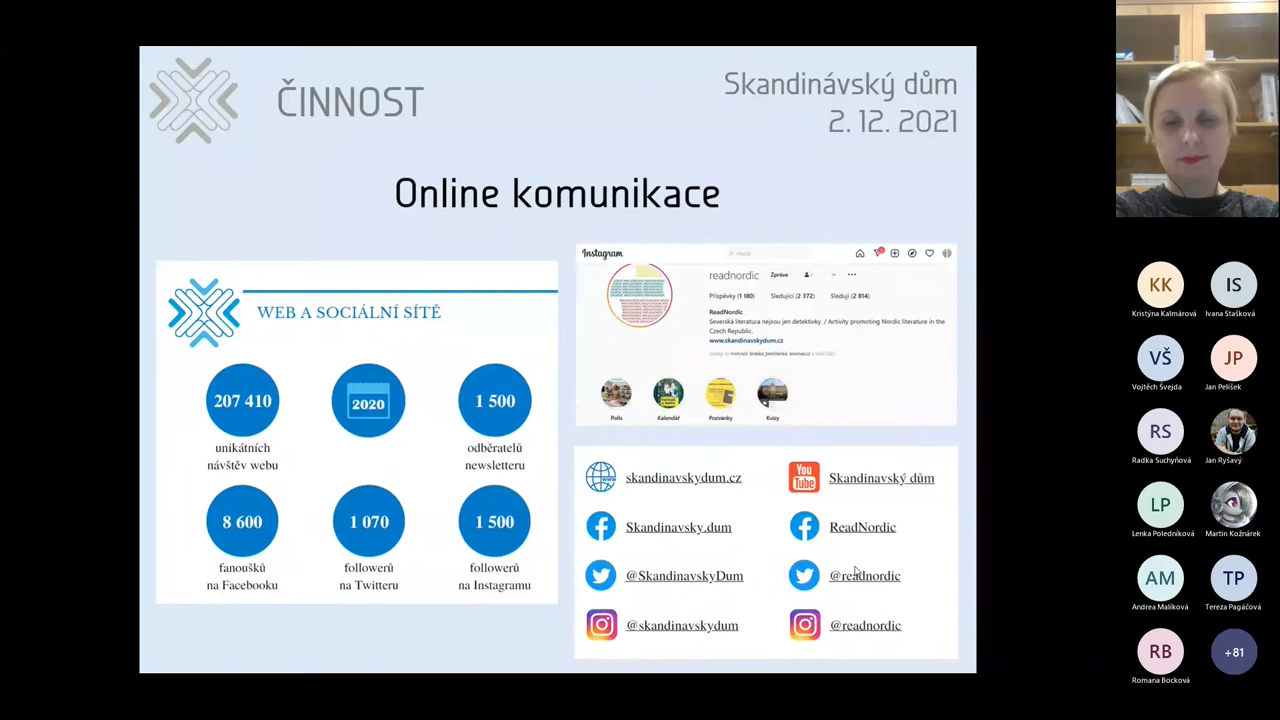 ČINNOST
Skandinávský dům
2. 12. 2021
Online komunikace
WEB A SOCIÁLNÍ SÍTĚ
207 410
unikátních
návštěv webu
2020
1 500
odběratelů
newsletteru
8 600
fanoušků
na Facebooku
1 070
followerů
na Twitteru
1 500
followerů
na Instagramu
Instagram
readnordic
Zpráva
Příspěvky (1 180) Sledující (2 372) Sleduji (2 814)
ReadNordic
Severská literatura nejsou jen detektivky. / Activity promoting Nordic literature in the
Czech Republic.
www.skandinavskydum.cz
Polls
Kalendář
Pozvánky
Kvízy
skandinavskydum.cz
You
Tube
Skandinávský dům
Skandinavsky.dum
ReadNordic
@SkandinavskyDum
@readnordic
@skandinavskydum
@readnordic
KK
Kristýna Kalmárová
IS
Ivana Stašková
VŠ
Vojtěch Švejda
JP
Jan Pelíšek
RS
Radka Suchyňová
Jan Ryšavý
LP
Lenka Poledníková
Martin Kožnárek
AM
Andrea Malíková
TP
Tereza Pagáčová
RB
Romana Bocková
+81